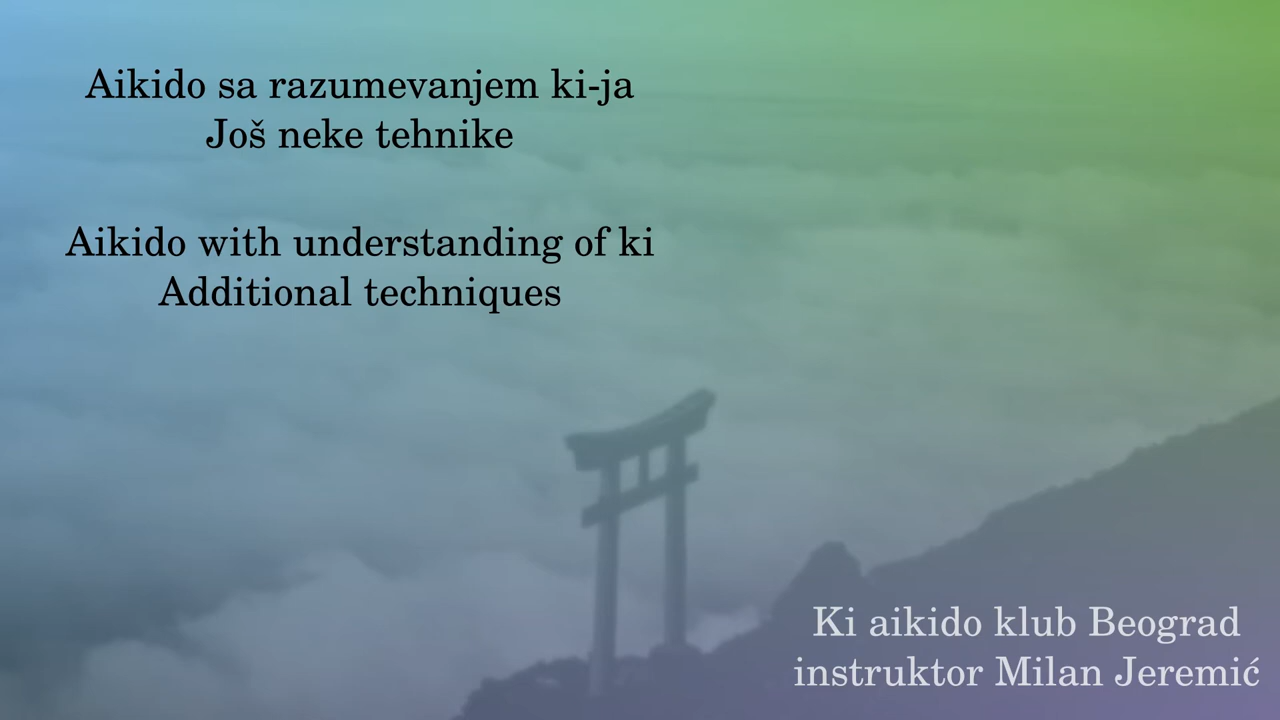 Aikido sa razumevanjem ki-ja
Još neke tehnike
Aikido with understanding of ki
Additional techniques
Ki aikido klub Beograd
instruktor Milan Jeremić